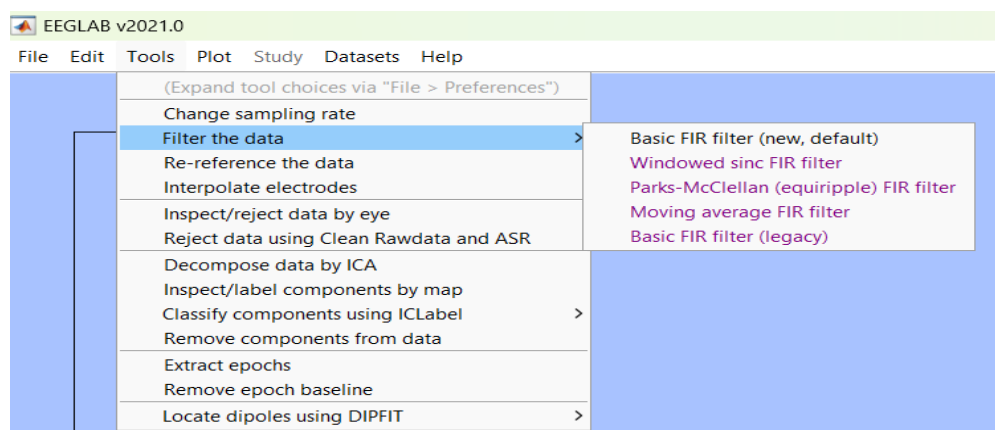 EEGLAB v2021.0
File Edit Tools Plot Study Datasets Help
(Expand tool choices via "File > Preferences")
Change sampling rate
Filter the data >
Basic FIR filter (new, default)
Re-reference the data
Windowed sinc FIR filter
Interpolate electrodes
Parks-McClellan (equiripple) FIR filter
Inspect/reject data by eye
Moving average FIR filter
Reject data using Clean Rawdata and ASR
Basic FIR filter (legacy)
Decompose data by ICA
Inspect/label components by map
Classify components using ICLabel >
Remove components from data
Extract epochs
Remove epoch baseline
Locate dipoles using DIPFIT >